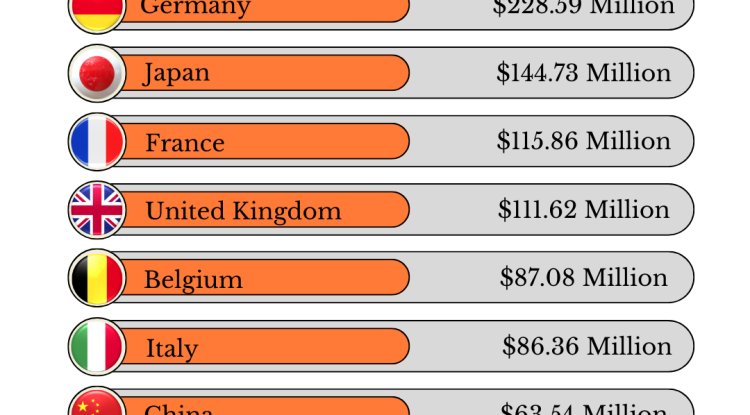 Germany $228.59 Million
Japan $144.73 Million
France $115.86 Million
United Kingdom $111.62 Million
Belgium $87.08 Million
Italy $86.36 Million
China $63.54 Million